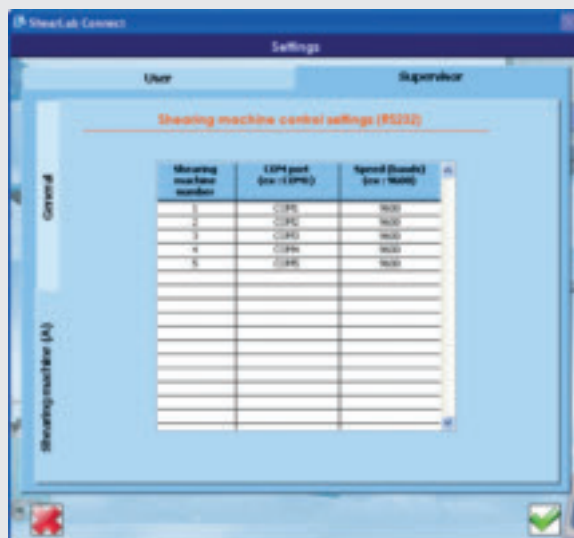 ShearLab Connect
Settings
User Supervisor
Shearing machine control settings (RS232)
General
Shearing machine (A)
Shearing machine number COM port (ex : COM1) Speed (bauds) (ex : 9600)
1 COM1 9600
2 COM2 9600
3 COM3 9600
4 COM4 9600
5 COM5 9600